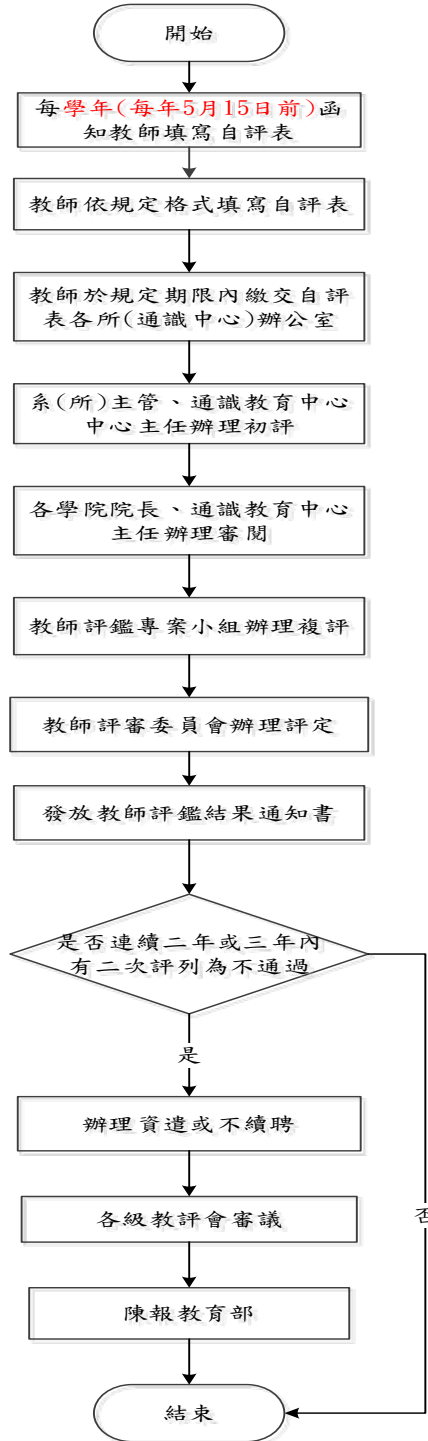 開始
每學年(每年5月15日前)函
知教師填寫自評表
教師依規定格式填寫自評表
教師於規定期限內繳交自評
表各所(通識中心)辦公室
系(所)主管、通識教育中心
中心主任辦理初評
各學院院長、通識教育中心
主任辦理審閱
教師評鑑專案小組辦理複評
教師評審委員會辦理評定
發放教師評鑑結果通知書
是否連續二年或三年內
有二次評列為不通過
是
辦理資遣或不續聘
各級教評會審議
否
陳報教育部
結束